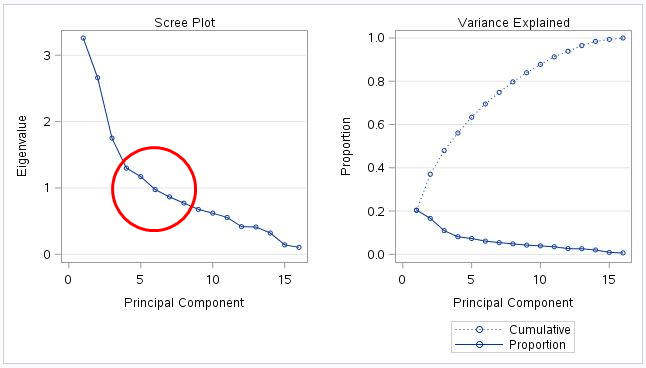 Scree Plot
Eigenvalue
3
2
1
0
0 5 10 15
Principal Component
Variance Explained
Proportion
1.0
0.8
0.6
0.4
0.2
0.0
0 5 10 15
Principal Component
Cumulative
Proportion